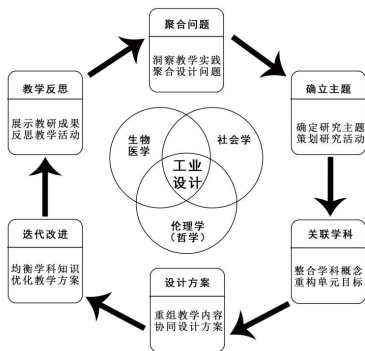 聚合问题
洞察教学实践
聚合设计问题
教学反思
展示教研成果
反思教学活动
确立主题
确定研究主题
策划研究活动
生物
医学
社会学
工业
设计
伦理学
（哲学）
迭代改进
均衡学科知识
优化教学方案
关联学科
整合学科概念
重构单元目标
设计方案
重组教学内容
协同设计方案